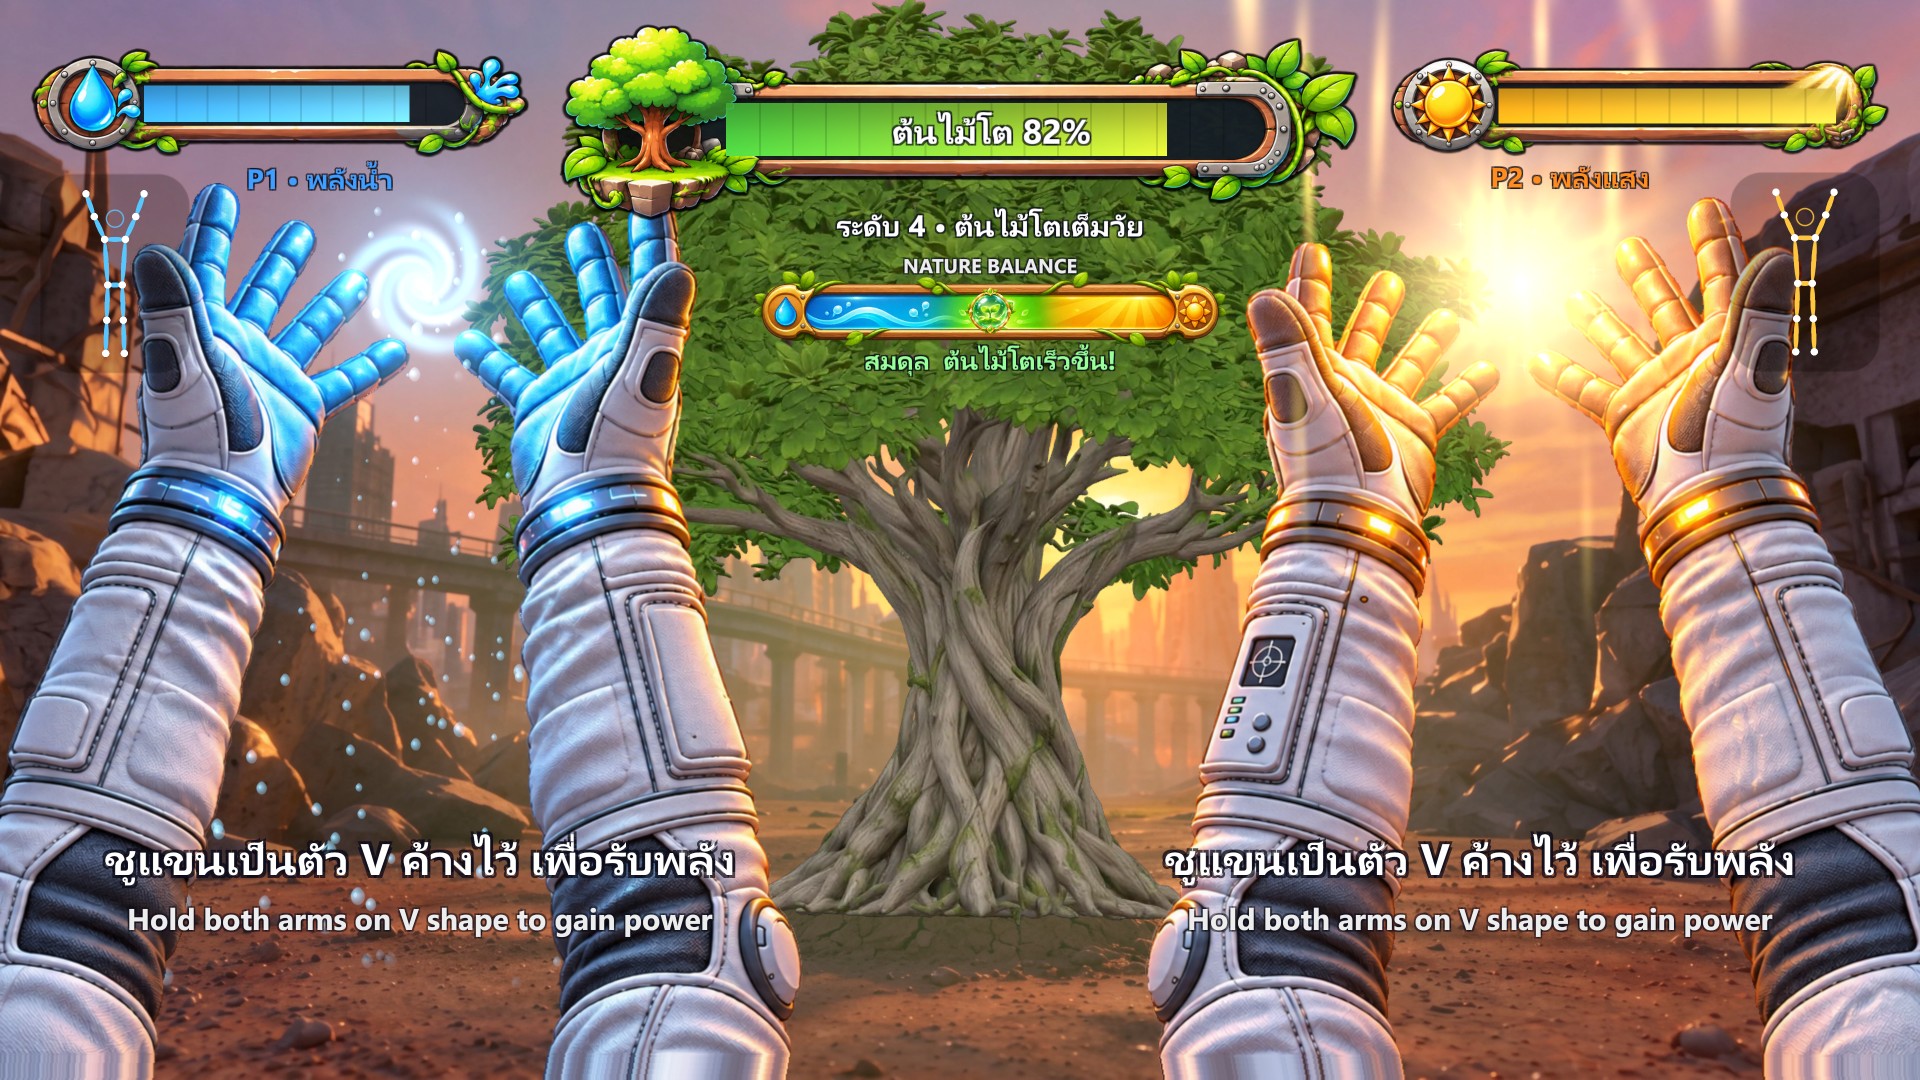 ต้นไม้โต 82%
P1 • พลังน้ำ
P2 • พลังแสง
ระดับ 4 • ต้นไม้โตเต็มวัย
NATURE BALANCE
สมดุล ต้นไม้โตเร็วขึ้น!
ชูแขนเป็นตัว V ค้างไว้ เพื่อรับพลัง
Hold both arms on V shape to gain power
ชูแขนเป็นตัว V ค้างไว้ เพื่อรับพลัง
Hold both arms on V shape to gain power